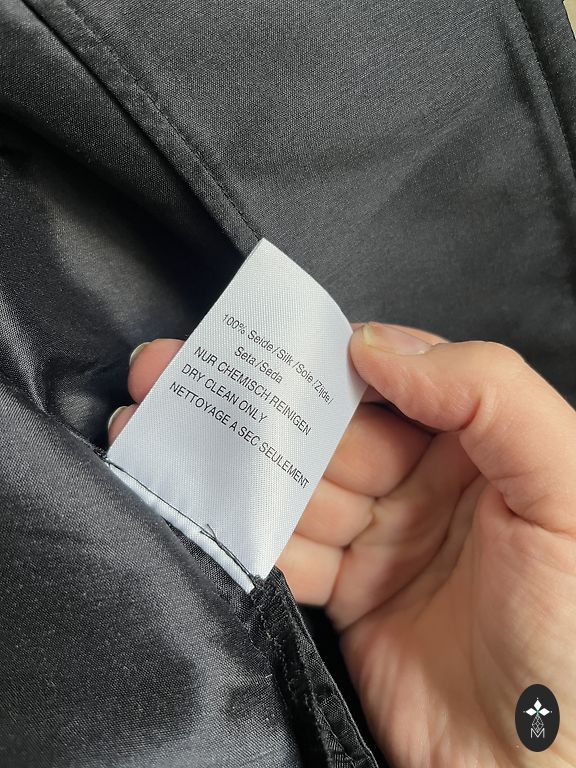 100% Seide/Silk/Soie/Zijde/
Seta/Seda
NUR CHEMISCH REINIGEN
DRY CLEAN ONLY
NETTOYAGE A SEC SEULEMENT
M